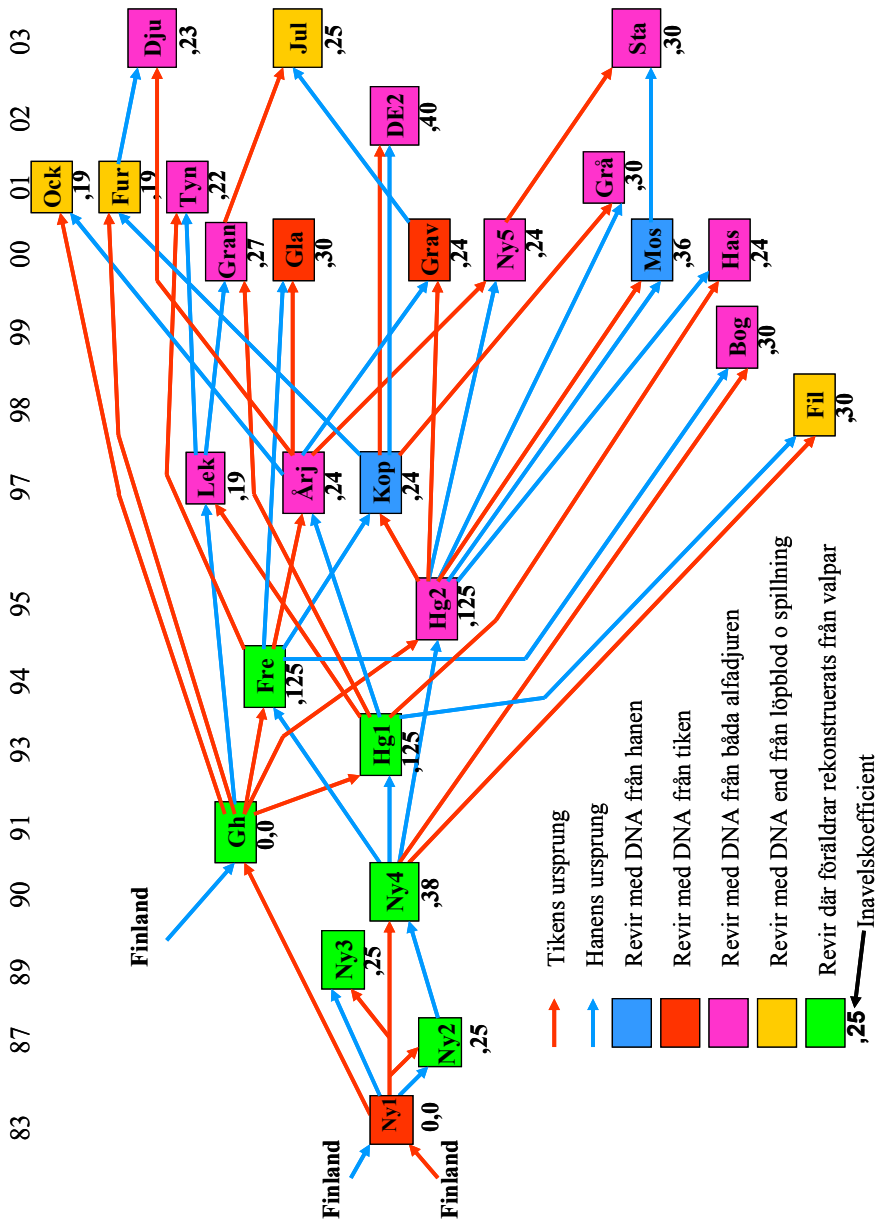 83 87 89 90 91 93 94 95 97 98 99 00 01 02 03
Finland
Finland
Finland
Ny1
0,0
Ny2
,25
Ny3
,25
Ny4
,38
Gh
0,0
Hg1
,125
Fre
,125
Hg2
,125
Lek
,19
Årj
,24
Kop
,24
Fil
,30
Bog
,30
Gran
,27
Gla
,30
Grav
,24
Ny5
,24
Mos
,36
Has
,24
Ock
,19
Fur
,19
Tyn
,22
Grå
,30
DE2
,40
Dju
,23
Jul
,25
Sta
,30
Tikens ursprung
Hanens ursprung
Revir med DNA från hanen
Revir med DNA från tiken
Revir med DNA från båda alfadjuren
Revir med DNA end från löpblod o spillning
Revir där föräldrar rekonstruerats från valpar
,25
Inavelskoefficient